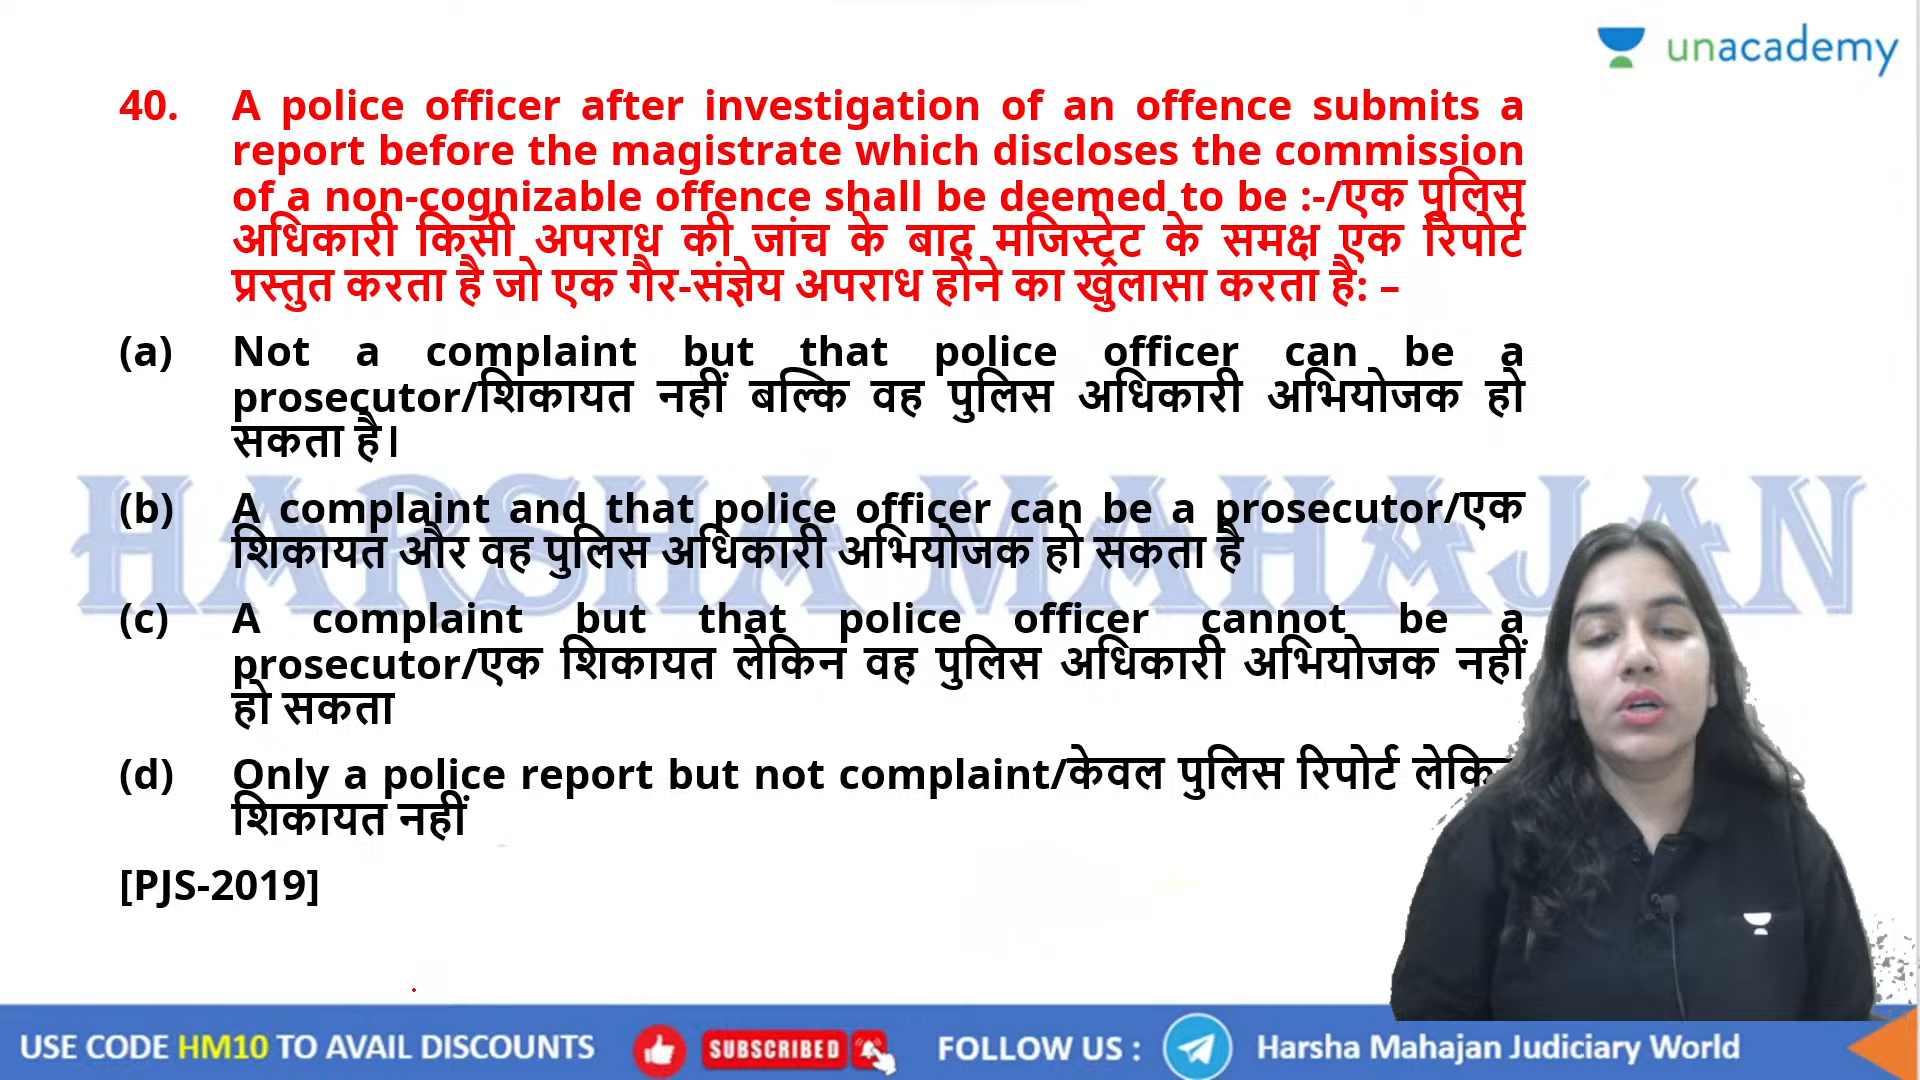 unacademy
40. A police officer after investigation of an offence submits a
report before the magistrate which discloses the commission
of a non-cognizable offence shall be deemed to be :-/एक पुलिस
अधिकारी किसी अपराध की जांच के बाद मजिस्ट्रेट के समक्ष एक रिपोर्ट
प्रस्तुत करता है जो एक गैर-संज्ञेय अपराध होने का खुलासा करता है: –
(a) Not a complaint but that police officer can be a
prosecutor/शिकायत नहीं बल्कि वह पुलिस अधिकारी अभियोजक हो
सकता है।
HARSHA MAHAJAN
(b) A complaint and that police officer can be a prosecutor/एक
शिकायत और वह पुलिस अधिकारी अभियोजक हो सकता है
(c) A complaint but that police officer cannot be a
prosecutor/एक शिकायत लेकिन वह पुलिस अधिकारी अभियोजक नहीं
हो सकता
(d) Only a police report but not complaint/केवल पुलिस रिपोर्ट
शिकायत नहीं
[PJS-2019]
USE CODE HM10 TO AVAIL DISCOUNTS
SUBSCRIBED
FOLLOW US :
Harsha Mahajan Judiciary World